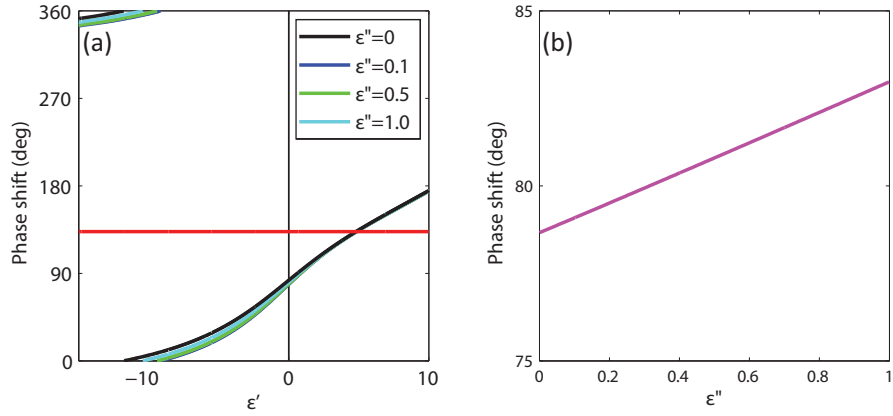 (a)
360
270
180
90
0
Phase shift (deg)
−10
0
10
ε′
ε"=0
ε"=0.1
ε"=0.5
ε"=1.0
(b)
85
80
75
Phase shift (deg)
0
0.2
0.4
0.6
0.8
1
ε"